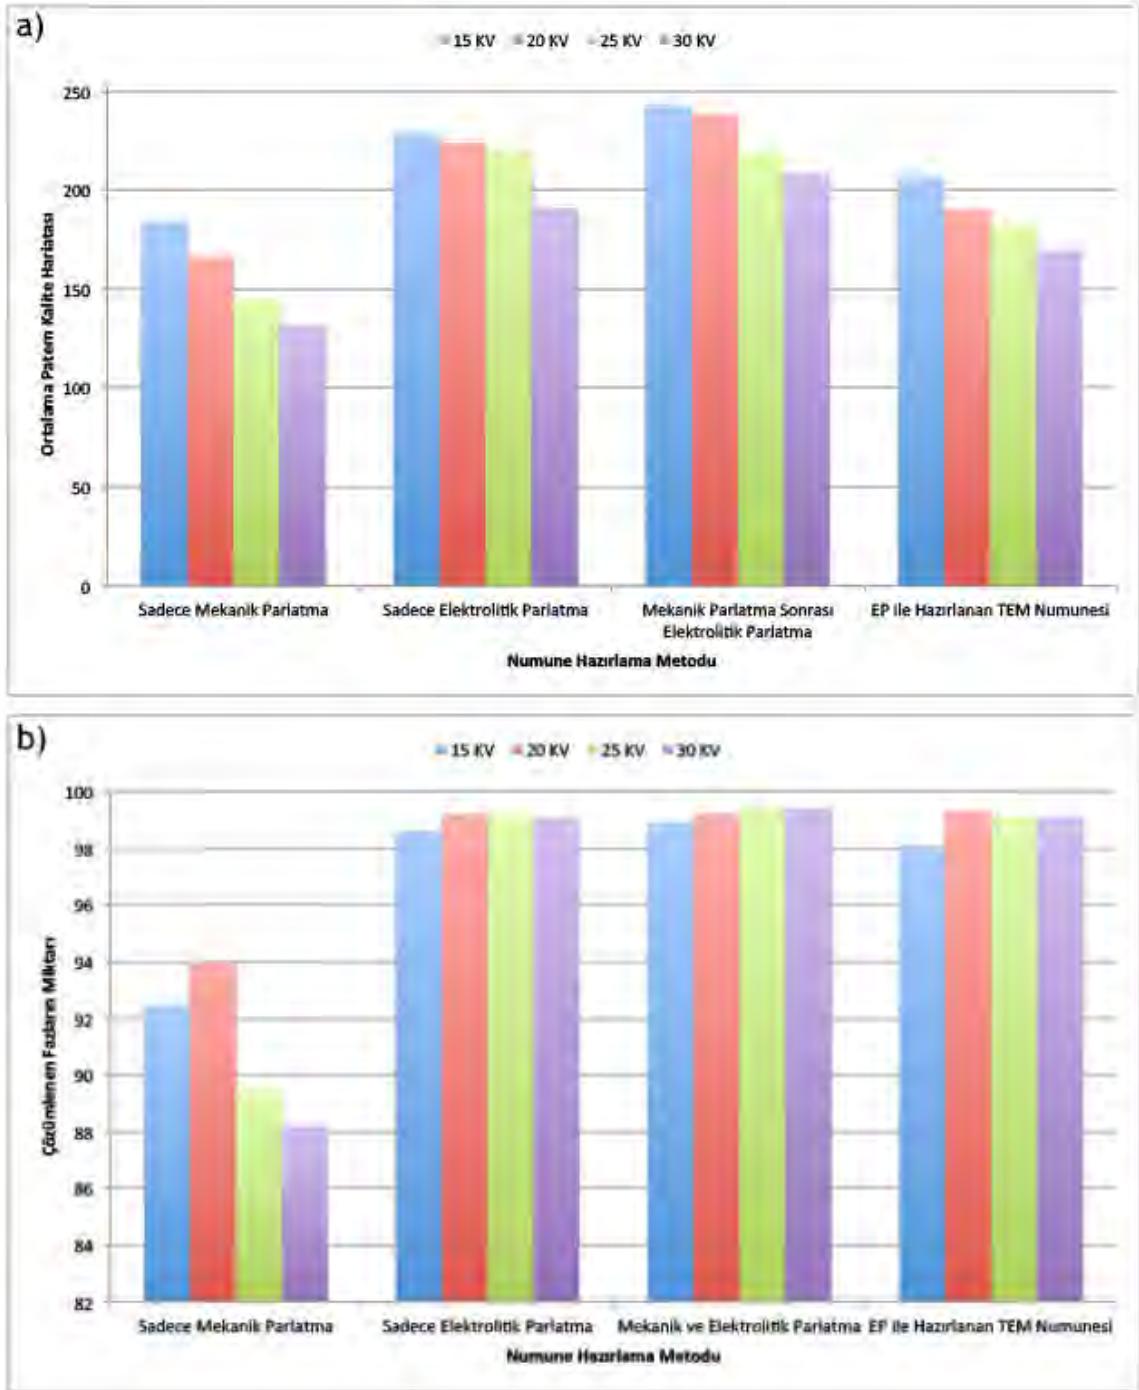 a)
15 KV 20 KV 25 KV 30 KV
250
200
150
100
50
0
Ortalama Patern Kalite Haritası
Sadece Mekanik Parlatma
Sadece Elektrolitik Parlatma
Mekanik Parlatma Sonrası
Elektrolitik Parlatma
EP ile Hazırlanan TEM Numunesi
Numune Hazırlama Metodu
b)
15 KV 20 KV 25 KV 30 KV
100
98
96
94
92
90
88
86
84
82
Çözümlenen Fazların Miktarı
Sadece Mekanik Parlatma
Sadece Elektrolitik Parlatma
Mekanik ve Elektrolitik Parlatma
EP ile Hazırlanan TEM Numunesi
Numune Hazırlama Metodu